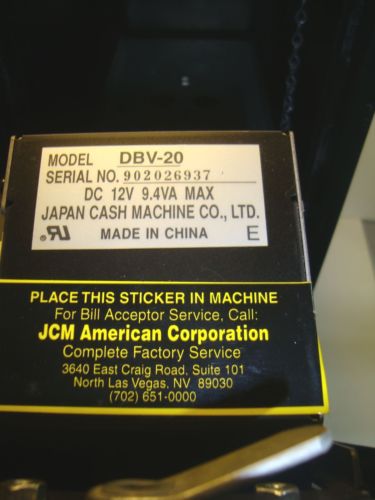 MODEL DBV-20
SERIAL NO. 902026937
DC 12V 9.4VA MAX
JAPAN CASH MACHINE CO., LTD.
MADE IN CHINA E
PLACE THIS STICKER IN MACHINE
For Bill Acceptor Service, Call:
JCM American Corporation
Complete Factory Service
3640 East Craig Road, Suite 101
North Las Vegas, NV 89030
(702) 651-0000